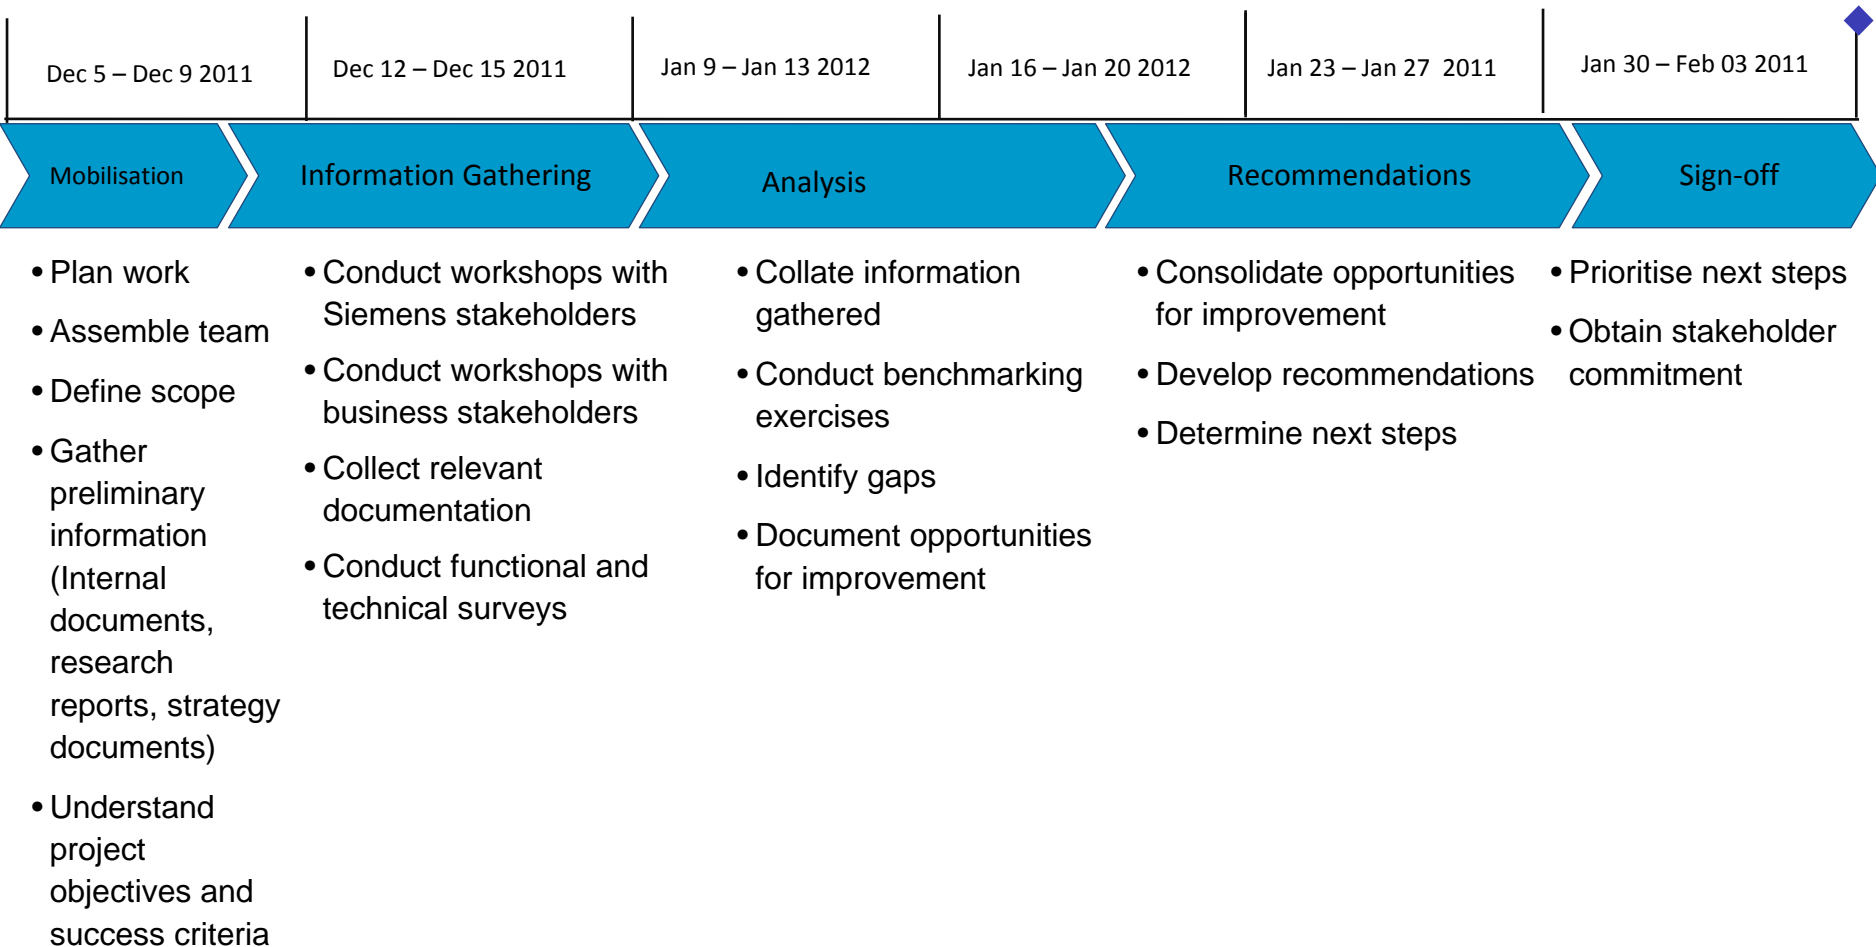 Dec 5 – Dec 9 2011
Dec 12 – Dec 15 2011
Jan 9 – Jan 13 2012
Jan 16 – Jan 20 2012
Jan 23 – Jan 27  2011
Jan 30 – Feb 03 2011
Mobilisation
Information Gathering
Analysis
Recommendations
Sign-off
• Plan work
• Assemble team
• Define scope
• Gather
preliminary
information
(Internal
documents,
research
reports, strategy
documents)
• Understand
project
objectives and
success criteria
• Conduct workshops with
Siemens stakeholders
• Conduct workshops with
business stakeholders
• Collect relevant
documentation
• Conduct functional and
technical surveys
• Collate information
gathered
• Conduct benchmarking
exercises
• Identify gaps
• Document opportunities
for improvement
• Consolidate opportunities
for improvement
• Develop recommendations
• Determine next steps
• Prioritise next steps
• Obtain stakeholder
commitment